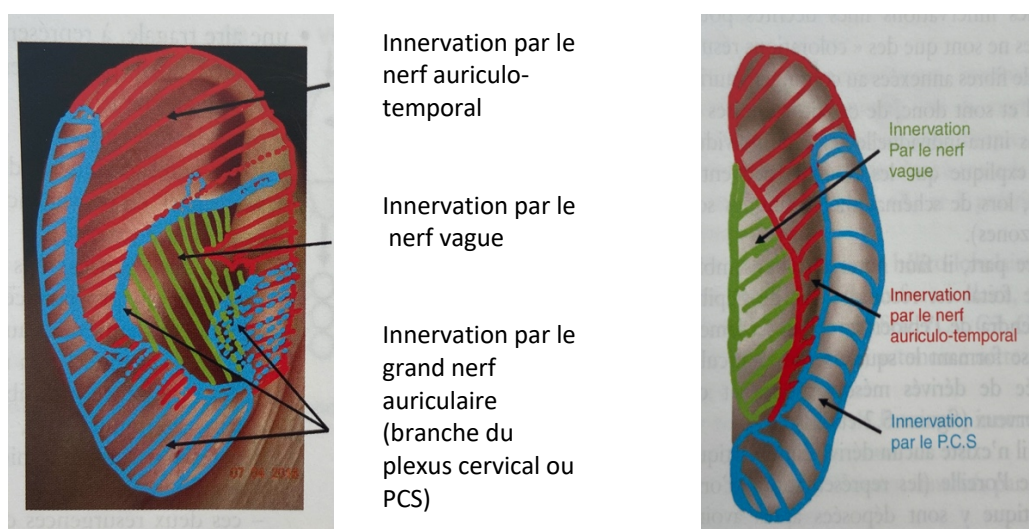 Innervation par le
nerf auriculo-
temporal
Innervation par le
nerf vague
Innervation par le
grand nerf
auriculaire
(branche du
plexus cervical ou
PCS)
Innervation
Par le nerf
vague
Innervation
par le nerf
auriculo-temporal
Innervation
par le P.C.S